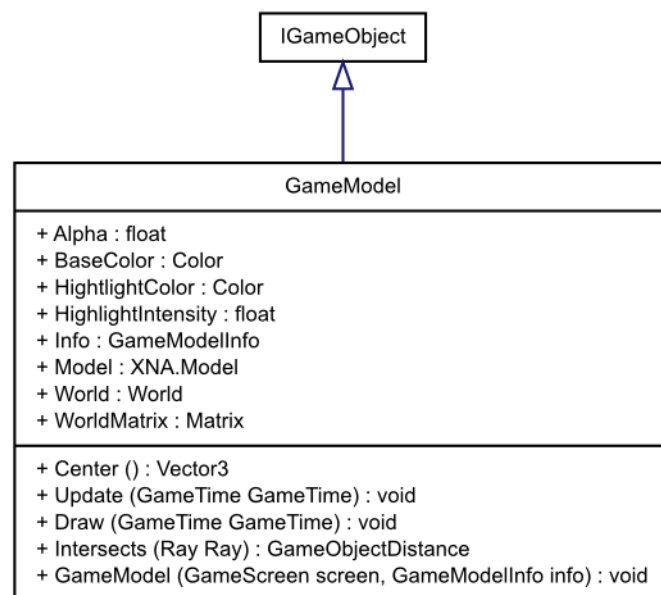 IGameObject
GameModel
+ Alpha : float
+ BaseColor : Color
+ HightlightColor : Color
+ HighlightIntensity : float
+ Info : GameModelInfo
+ Model : XNA.Model
+ World : World
+ WorldMatrix : Matrix
+ Center () : Vector3
+ Update (GameTime GameTime) : void
+ Draw (GameTime GameTime) : void
+ Intersects (Ray Ray) : GameObjectDistance
+ GameModel (GameScreen screen, GameModelInfo info) : void